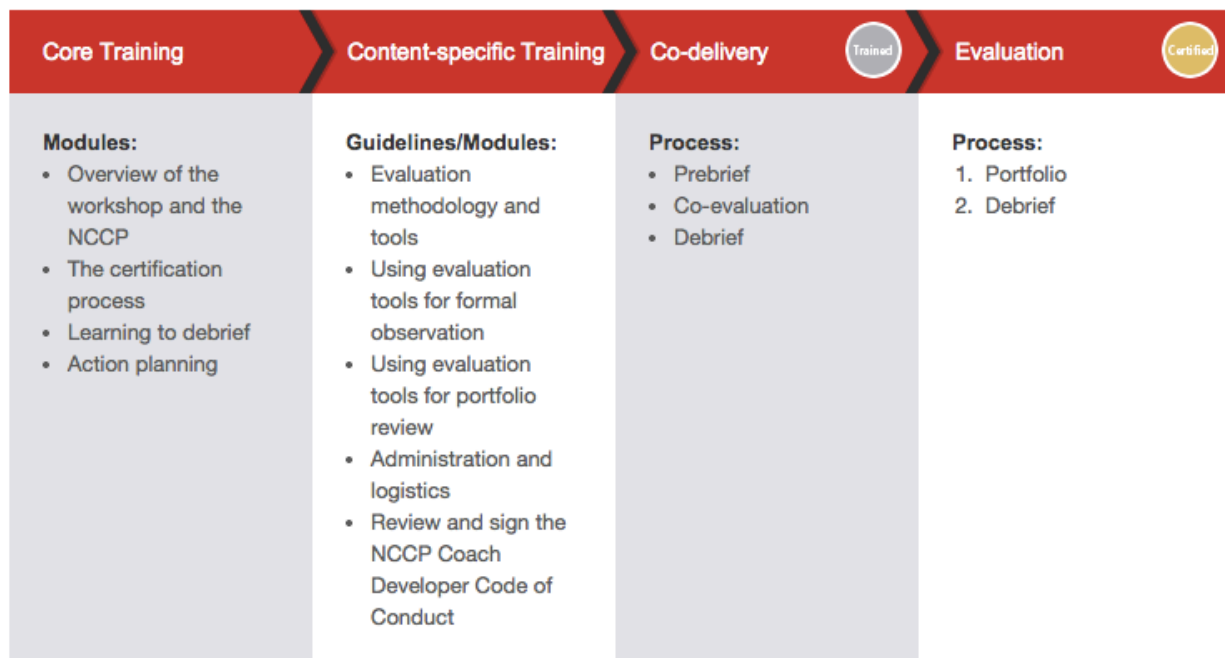 Core Training
Content-specific Training
Co-delivery
Trained
Evaluation
Certified
Modules:
• Overview of the
workshop and the
NCCP
• The certification
process
• Learning to debrief
• Action planning
Guidelines/Modules:
• Evaluation
methodology and
tools
• Using evaluation
tools for formal
observation
• Using evaluation
tools for portfolio
review
• Administration and
logistics
• Review and sign the
NCCP Coach
Developer Code of
Conduct
Process:
• Prebrief
• Co-evaluation
• Debrief
Process:
1. Portfolio
2. Debrief